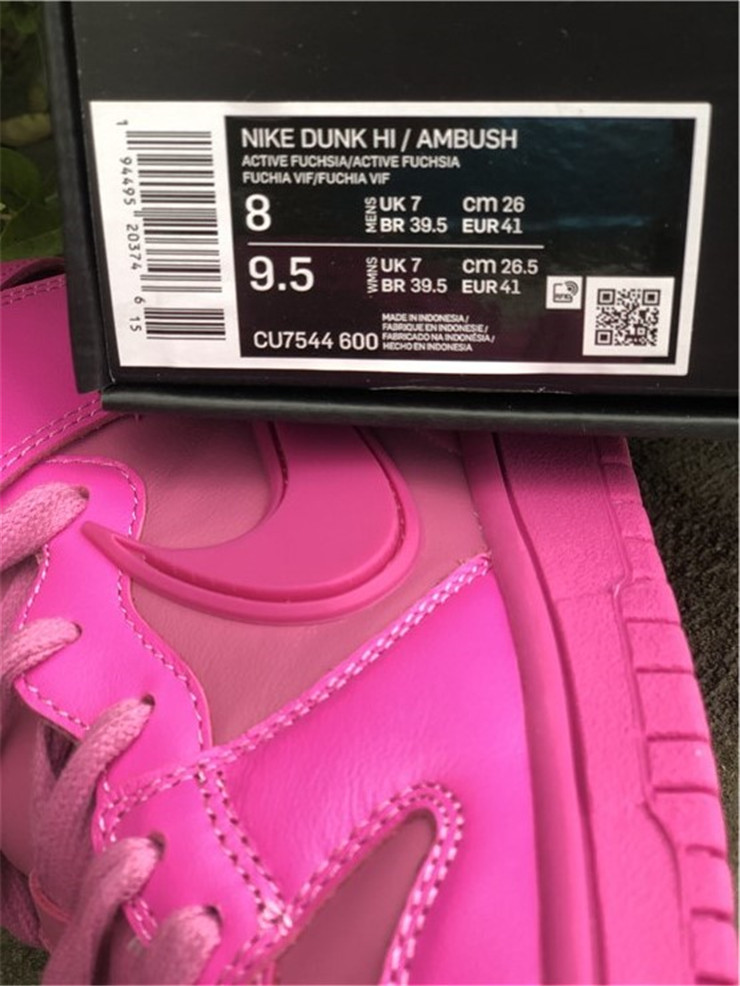 NIKE DUNK HI / AMBUSH
ACTIVE FUCHSIA/ACTIVE FUCHSIA
FUCHIA VIF/FUCHIA VIF
8 MENS UK 7 cm 26
BR 39.5 EUR 41
9.5 WMNS UK 7 cm 26.5
BR 39.5 EUR 41
CU7544 600
MADE IN INDONESIA/
FABRIQUE EN INDONESIE/
FABRICADO NA INDONÉSIA/
HECHO EN INDONESIA
1 94495 20374 6 15